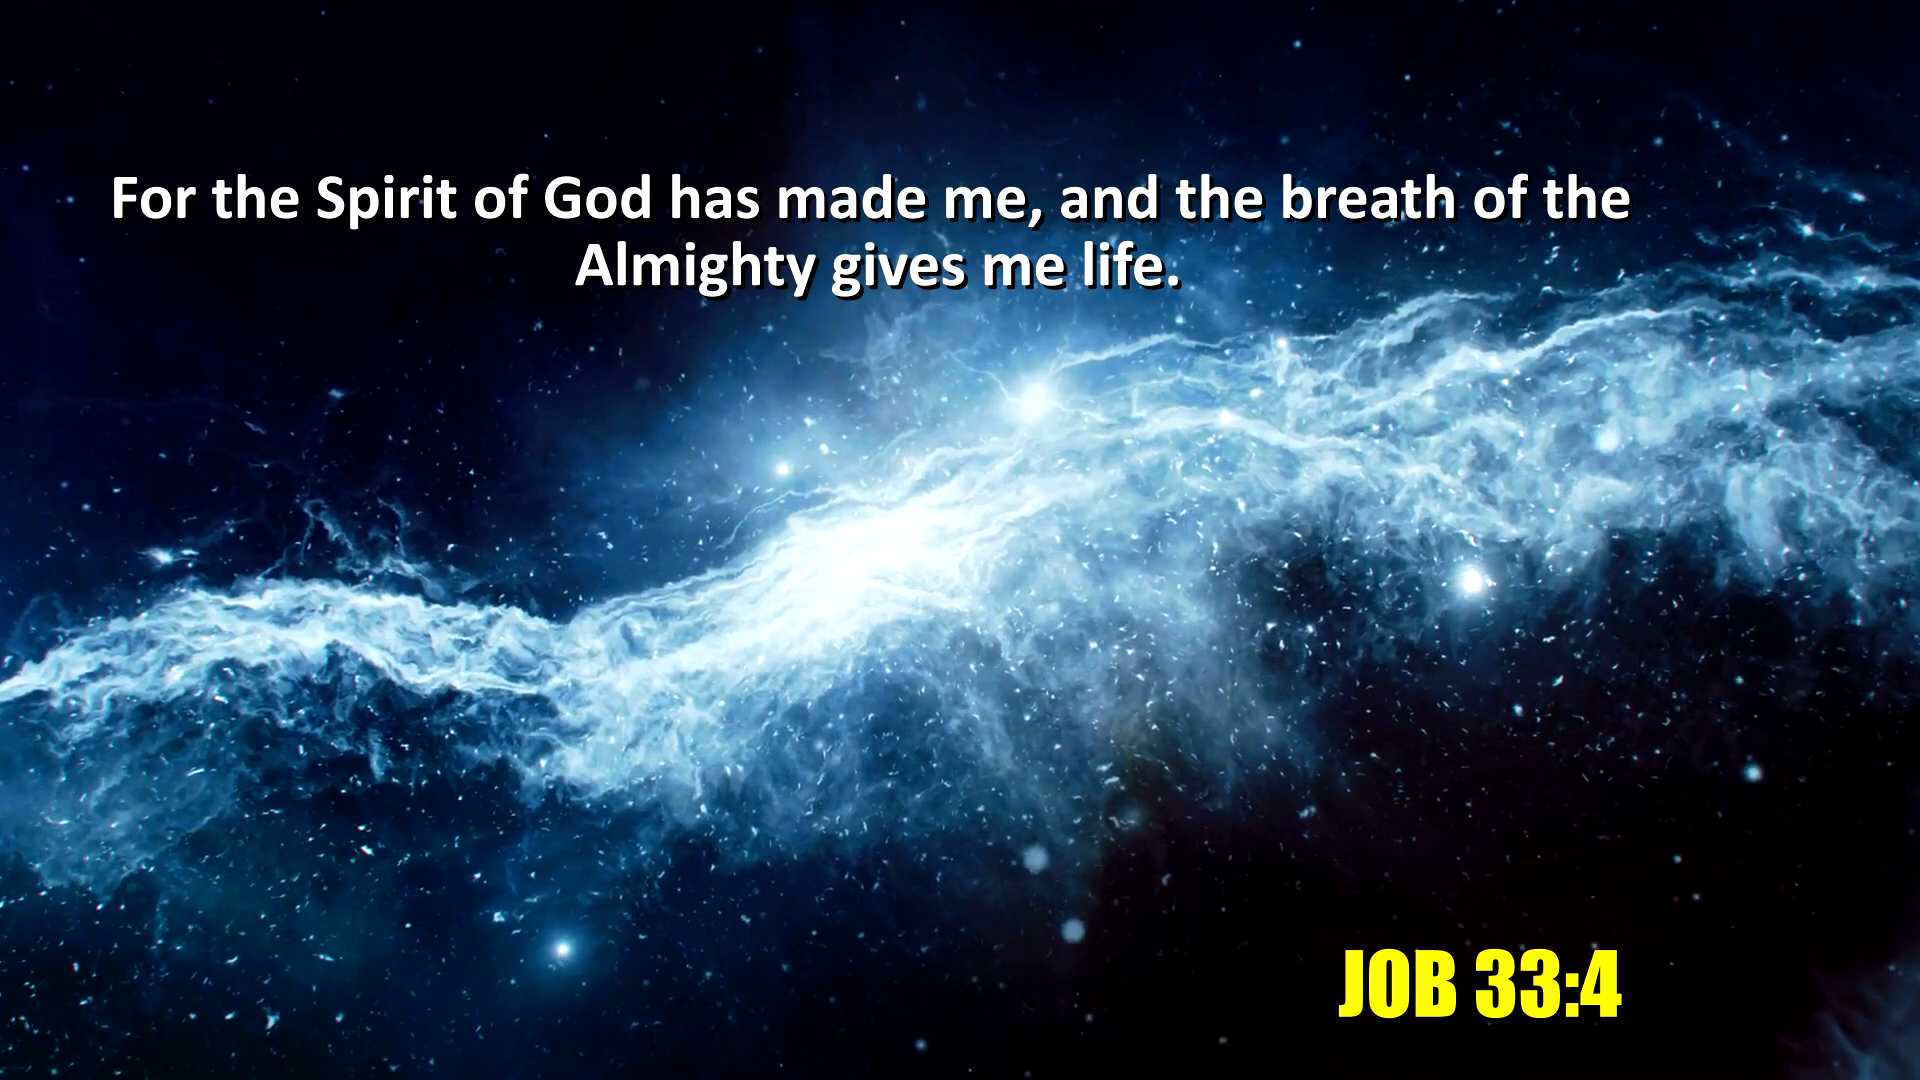 For the Spirit of God has made me, and the breath of the
Almighty gives me life.
JOB 33:4